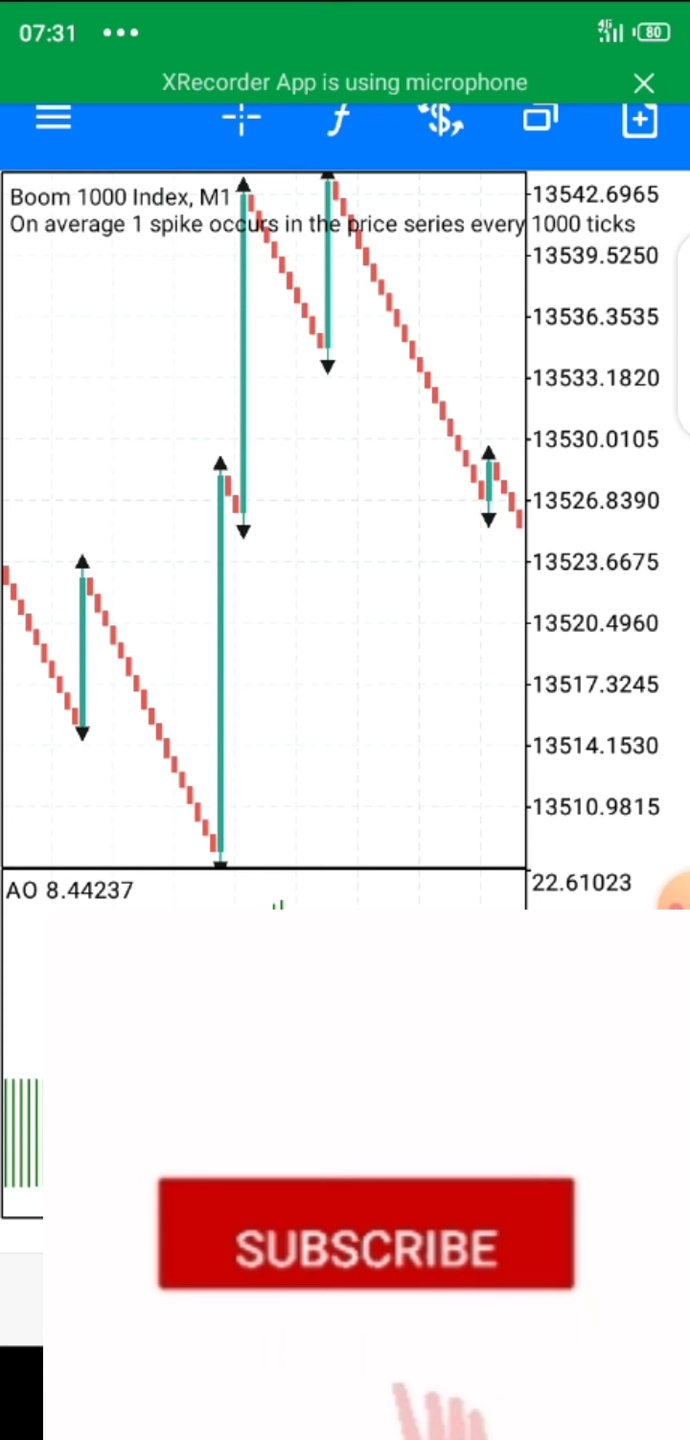 07:31
4G
80
XRecorder App is using microphone
Boom 1000 Index, M1
On average 1 spike occurs in the price series every 1000 ticks
13542.6965
13539.5250
13536.3535
13533.1820
13530.0105
13526.8390
13523.6675
13520.4960
13517.3245
13514.1530
13510.9815
AO 8.44237
22.61023
SUBSCRIBE